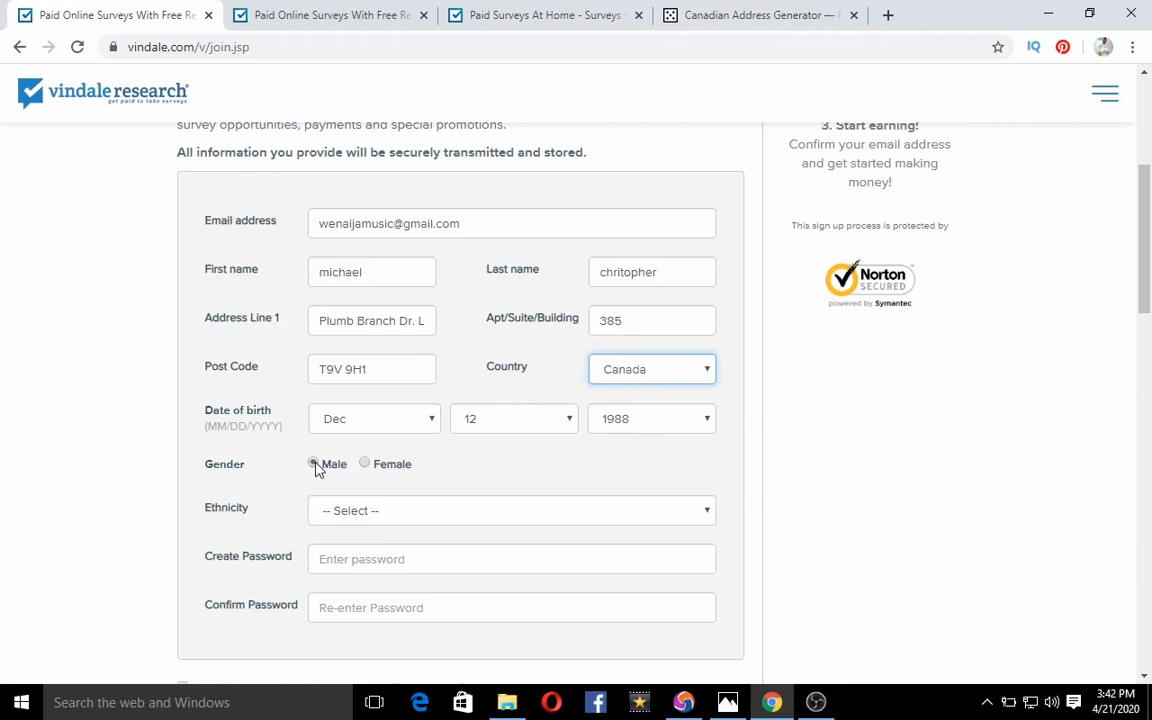 Paid Online Surveys With Free Re
Paid Online Surveys With Free Re
Paid Surveys At Home - Surveys
Canadian Address Generator —
vindale.com/v/join.jsp
IQ
vindale research
get paid to take surveys
survey opportunities, payments and special promotions.
All information you provide will be securely transmitted and stored.
Email address
wenaijamusic@gmail.com
First name
michael
Last name
chritopher
Address Line 1
Plumb Branch Dr. L
Apt/Suite/Building
385
Post Code
T9V 9H1
Country
Canada
Date of birth
(MM/DD/YYYY)
Dec
12
1988
Gender
Male
Female
Ethnicity
-- Select --
Create Password
Enter password
Confirm Password
Re-enter Password
3. Start earning!
Confirm your email address
and get started making
money!
This sign up process is protected by
Norton
SECURED
powered by Symantec
Search the web and Windows
3:42 PM
4/21/2020